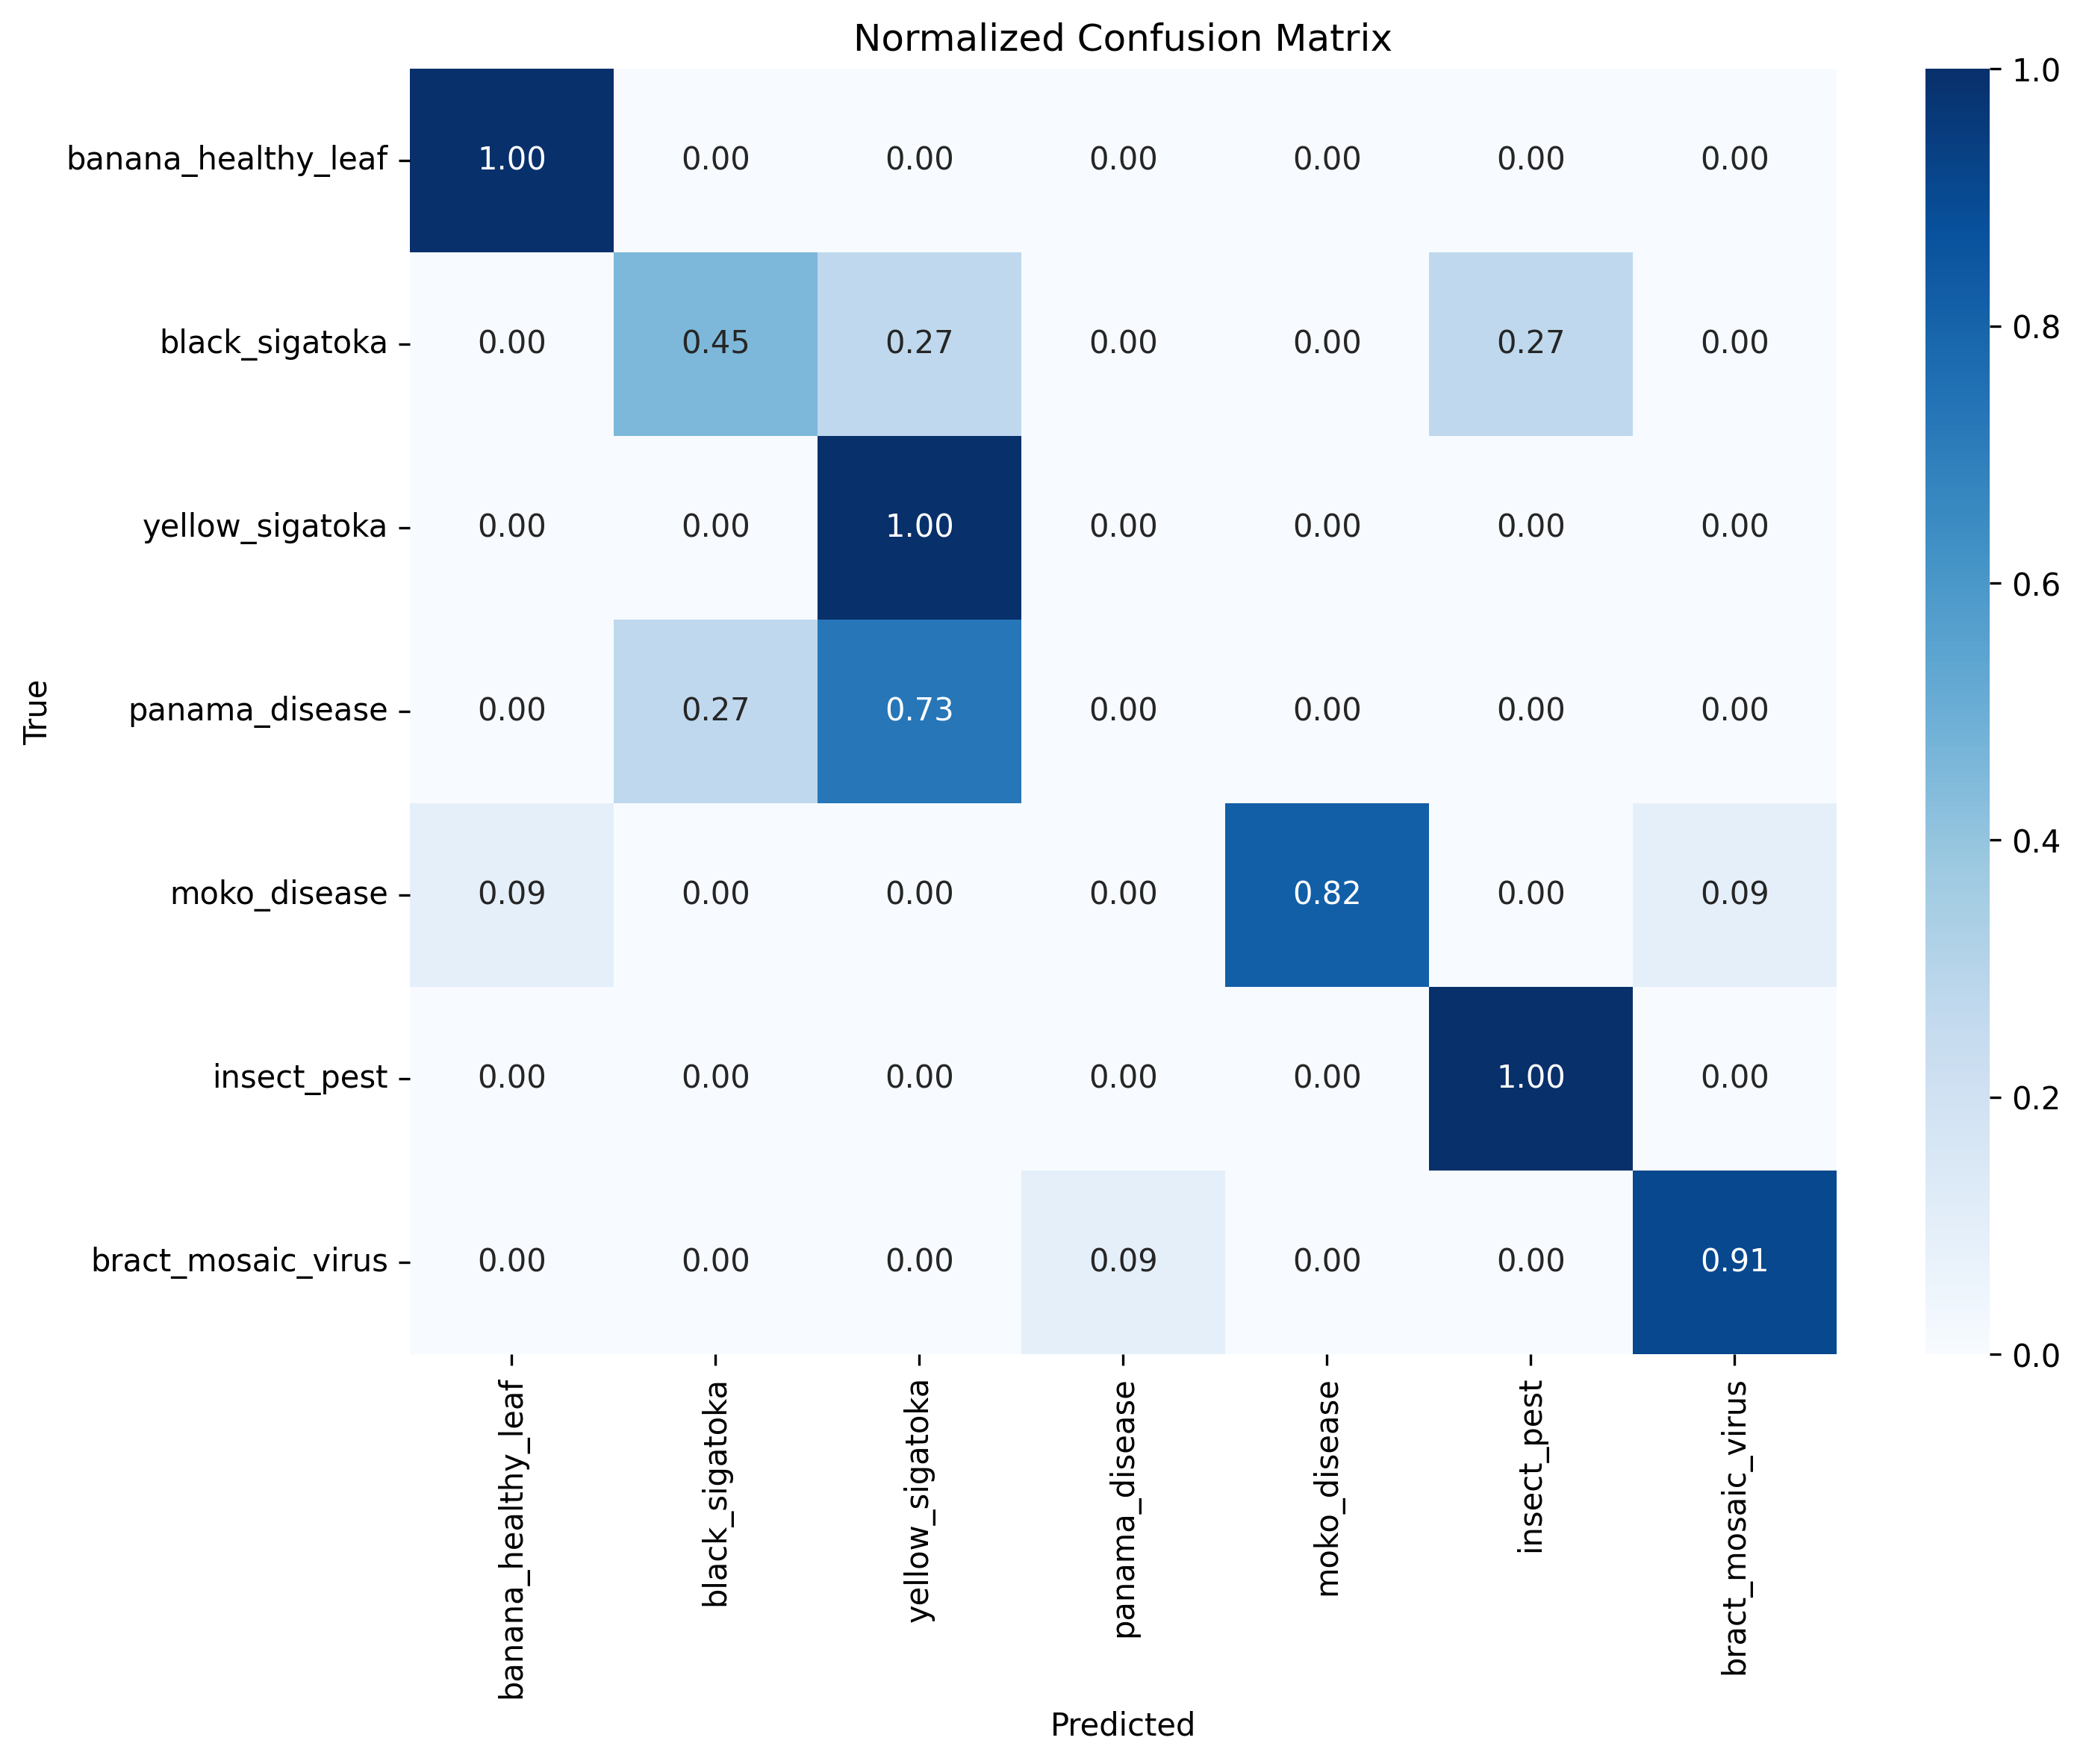 Normalized Confusion Matrix
banana_healthy_leaf 1.00 0.00 0.00 0.00 0.00 0.00 0.00
black_sigatoka 0.00 0.45 0.27 0.00 0.00 0.27 0.00
yellow_sigatoka 0.00 0.00 1.00 0.00 0.00 0.00 0.00
panama_disease 0.00 0.27 0.73 0.00 0.00 0.00 0.00
moko_disease 0.09 0.00 0.00 0.00 0.82 0.00 0.09
insect_pest 0.00 0.00 0.00 0.00 0.00 1.00 0.00
bract_mosaic_virus 0.00 0.00 0.00 0.09 0.00 0.00 0.91
True
banana_healthy_leaf
black_sigatoka
yellow_sigatoka
panama_disease
moko_disease
insect_pest
bract_mosaic_virus
Predicted
1.0
0.8
0.6
0.4
0.2
0.0